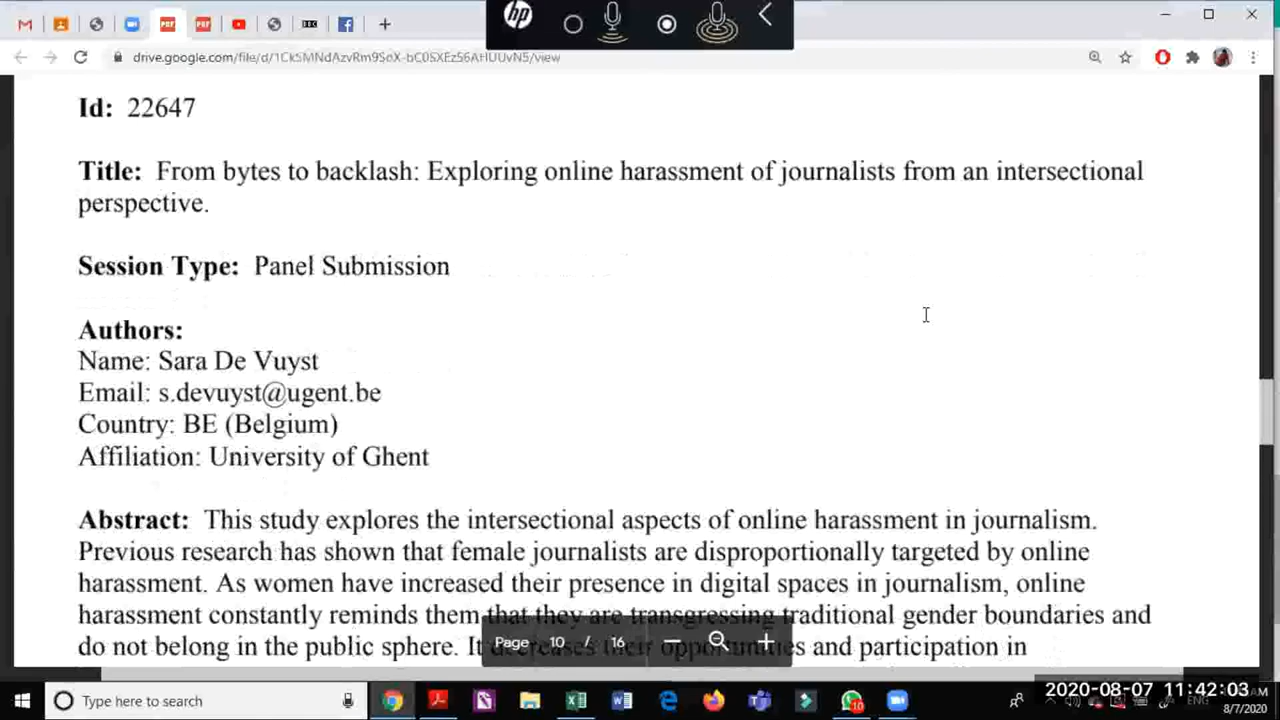 hp
drive.google.com/file/d/1Ck5MNdAzvRm9SoX-bC0SXEz56AHUUvN5/view
Id: 22647
Title: From bytes to backlash: Exploring online harassment of journalists from an intersectional
perspective.
Session Type: Panel Submission
Authors:
Name: Sara De Vuyst
Email: s.devuyst@ugent.be
Country: BE (Belgium)
Affiliation: University of Ghent
Abstract: This study explores the intersectional aspects of online harassment in journalism.
Previous research has shown that female journalists are disproportionally targeted by online
harassment. As women have increased their presence in digital spaces in journalism, online
harassment constantly reminds them that they are transgressing traditional gender boundaries and
do not belong in the public sphere. It decreases their opportunities and participation in
Page 10 / 16
Type here to search
10
2020-08-07 11:42:03 AM
ENG
8/7/2020